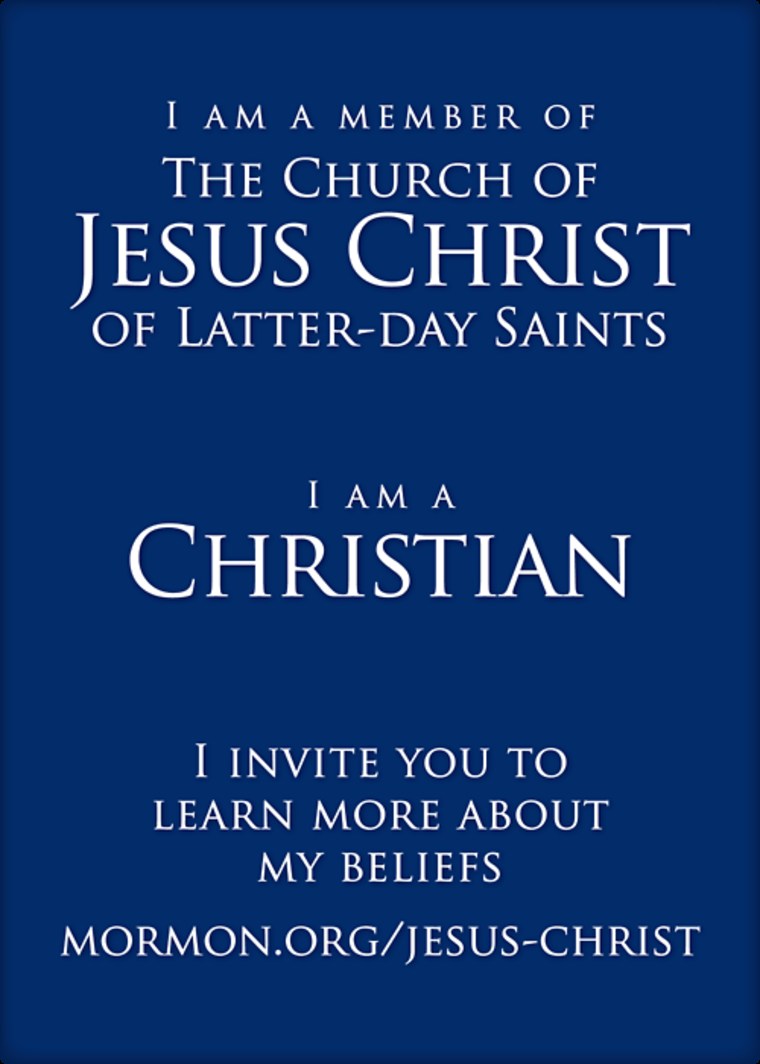 I AM A MEMBER OF
THE CHURCH OF
JESUS CHRIST
OF LATTER-DAY SAINTS
I AM A
CHRISTIAN
I INVITE YOU TO
LEARN MORE ABOUT
MY BELIEFS
MORMON.ORG/JESUS-CHRIST